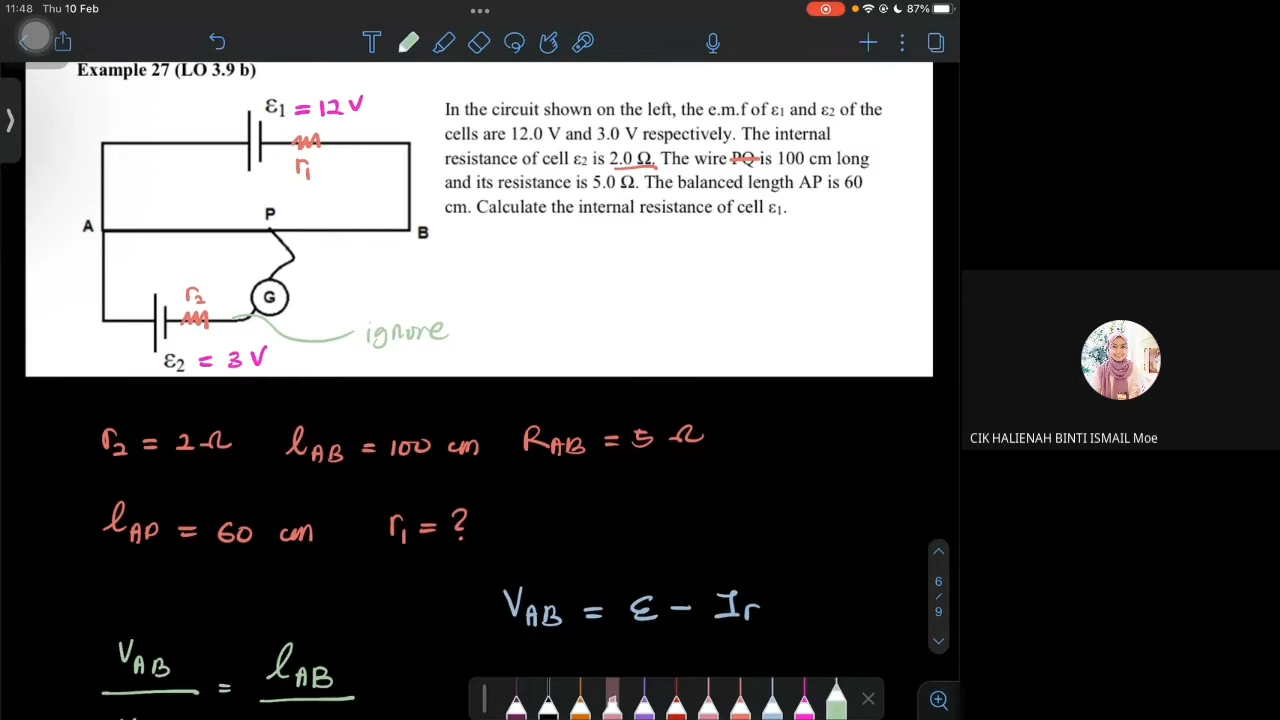 11:48 Thu 10 Feb
87%
Example 27 (LO 3.9 b)
ε1 = 12 V
r1
A
P
B
r2
G
ignore
ε2 = 3 V
In the circuit shown on the left, the e.m.f of ε1 and ε2 of the
cells are 12.0 V and 3.0 V respectively. The internal
resistance of cell ε2 is 2.0 Ω. The wire PQ is 100 cm long
and its resistance is 5.0 Ω. The balanced length AP is 60
cm. Calculate the internal resistance of cell ε1.
r2 = 2 Ω lAB = 100 cm RAB = 5 Ω
lAP = 60 cm r1 = ?
VAB = ε - Ir
VAB = lAB
6
/
9
T
CIK HALIENAH BINTI ISMAIL Moe